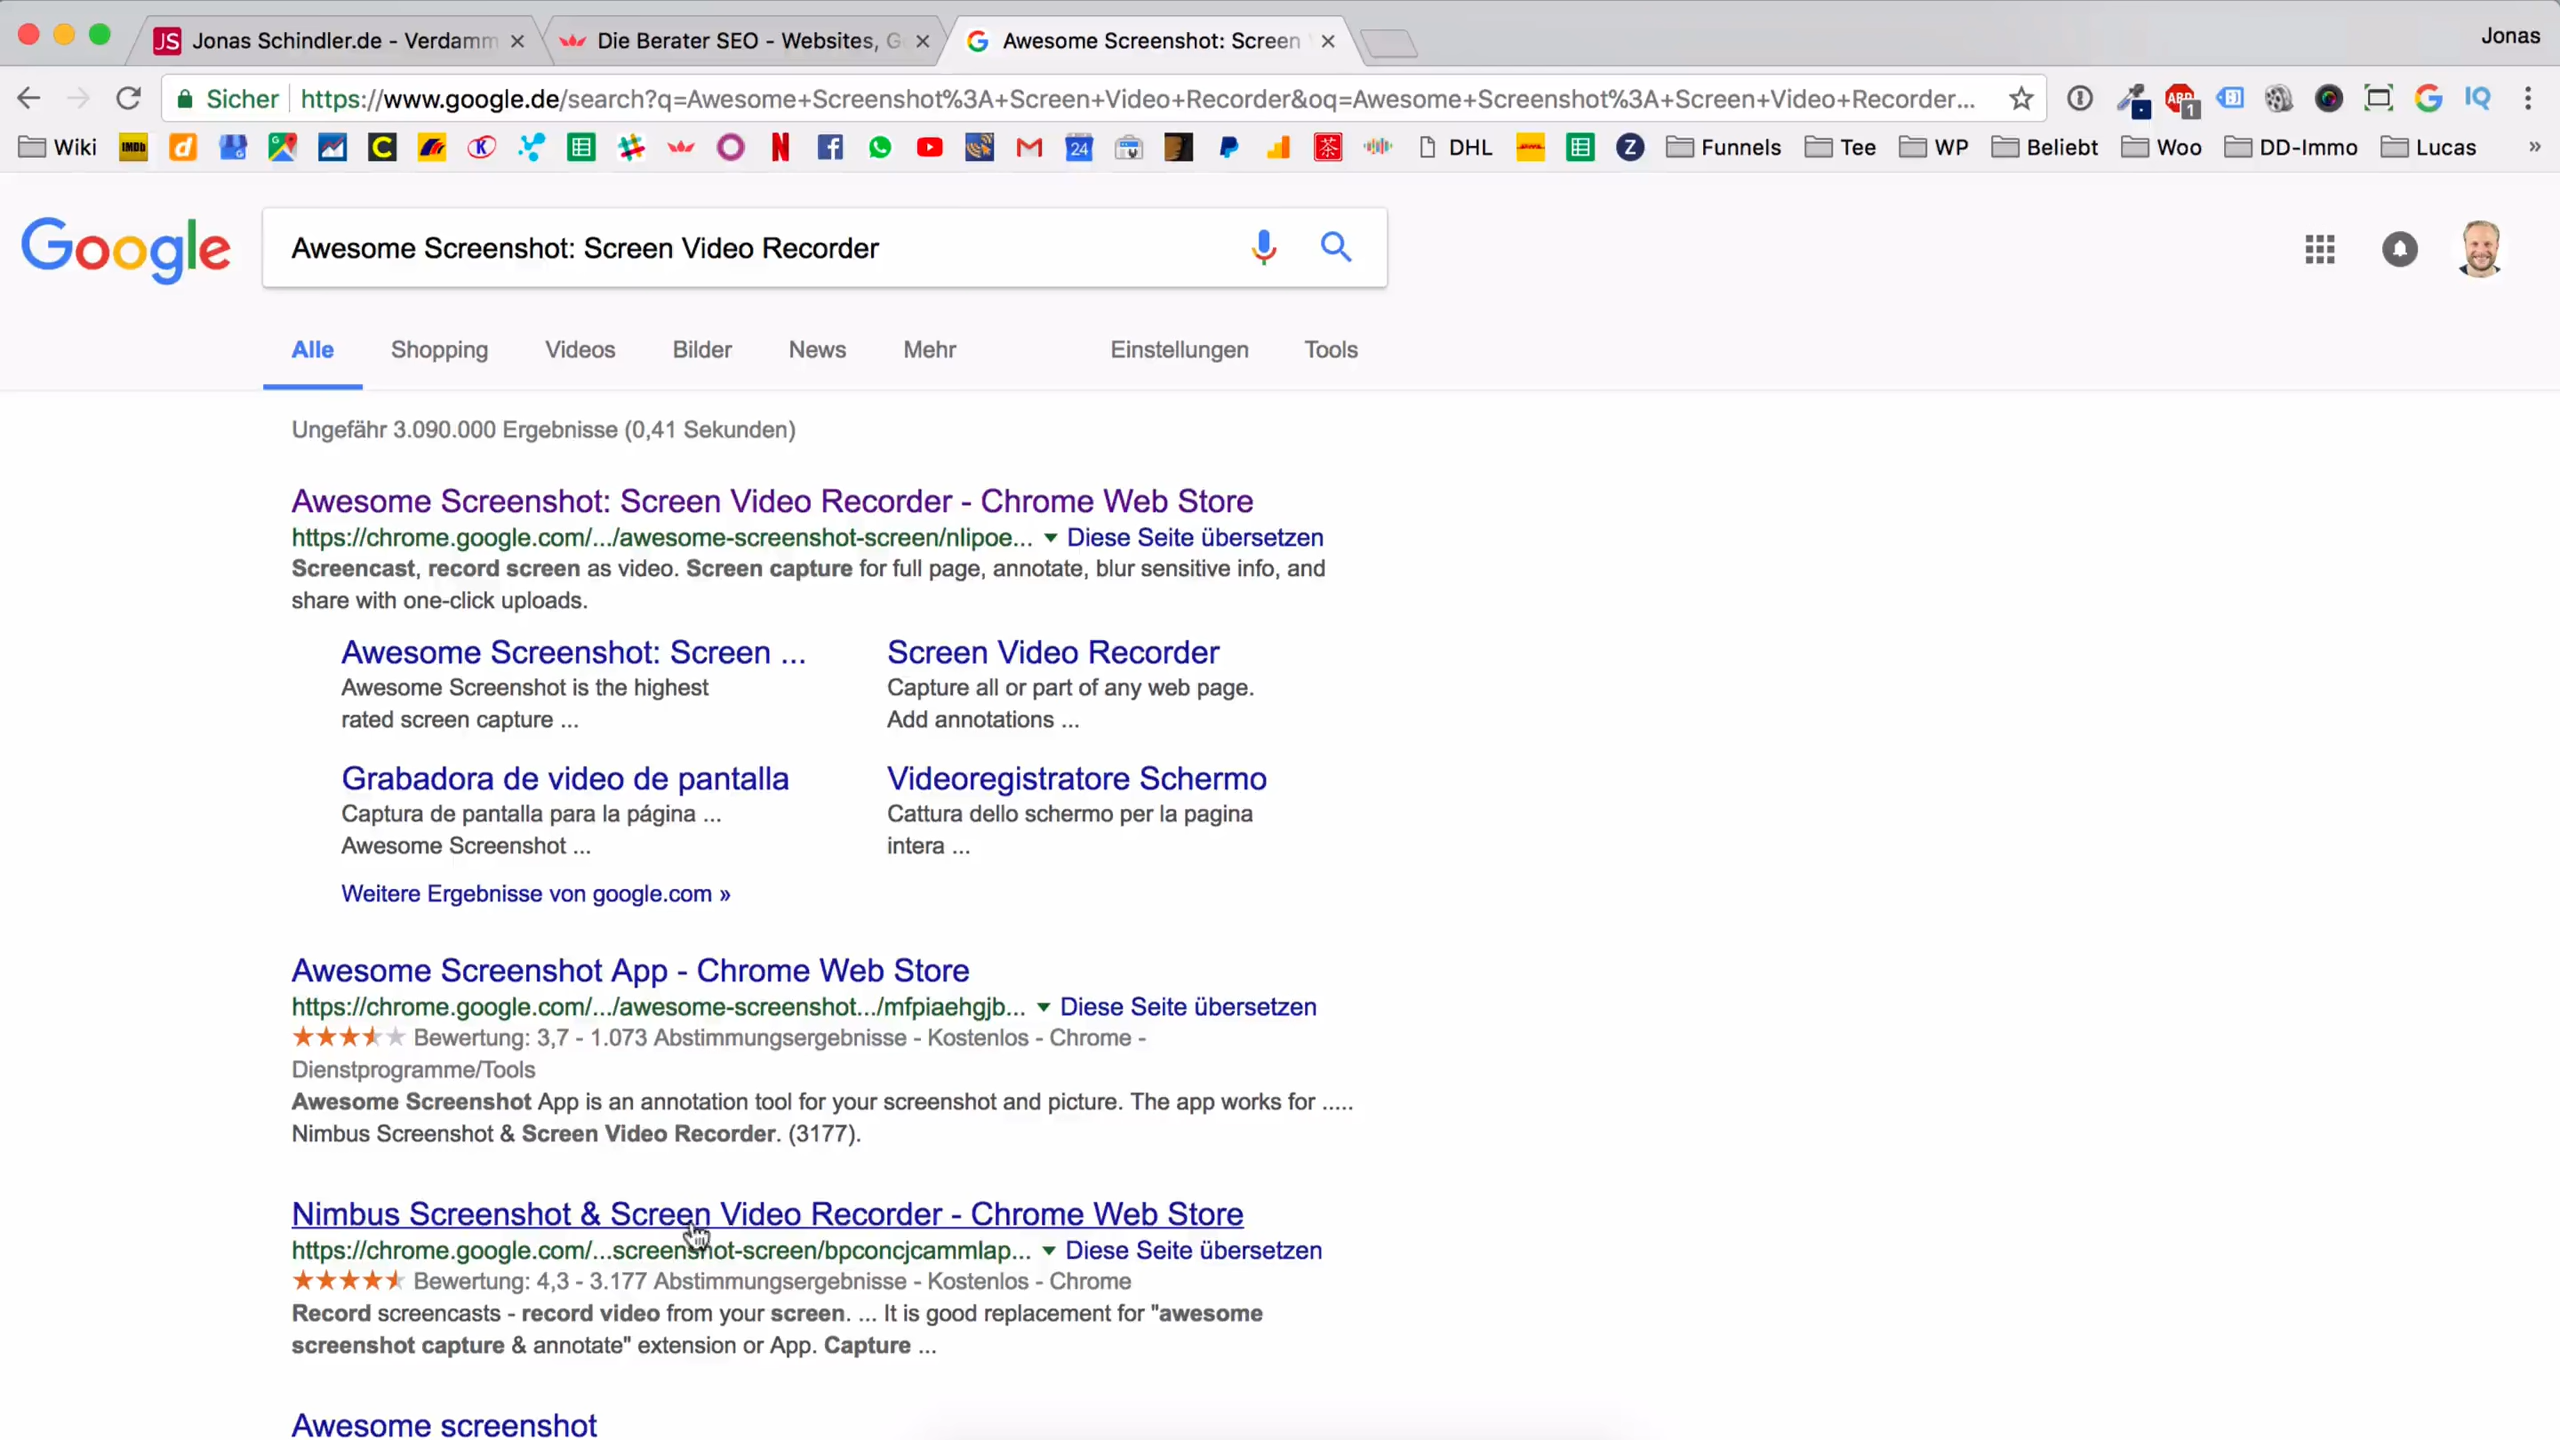 JS Jonas Schindler.de - Verdamm
Die Berater SEO - Websites, G
Awesome Screenshot: Screen
Jonas
Sicher https://www.google.de/search?q=Awesome+Screenshot%3A+Screen+Video+Recorder&oq=Awesome+Screenshot%3A+Screen+Video+Recorder...
ABP 1 IQ
Wiki IMDb d C K N 24 茶 DHL Z Funnels Tee WP Beliebt Woo DD-Immo Lucas »
Google Awesome Screenshot: Screen Video Recorder
Alle Shopping Videos Bilder News Mehr Einstellungen Tools
Ungefähr 3.090.000 Ergebnisse (0,41 Sekunden)
Awesome Screenshot: Screen Video Recorder - Chrome Web Store
https://chrome.google.com/.../awesome-screenshot-screen/nlipoe... Diese Seite übersetzen
Screencast, record screen as video. Screen capture for full page, annotate, blur sensitive info, and
share with one-click uploads.
Awesome Screenshot: Screen ...
Awesome Screenshot is the highest
rated screen capture ...
Screen Video Recorder
Capture all or part of any web page.
Add annotations ...
Grabadora de video de pantalla
Captura de pantalla para la página ...
Awesome Screenshot ...
Videoregistratore Schermo
Cattura dello schermo per la pagina
intera ...
Weitere Ergebnisse von google.com »
Awesome Screenshot App - Chrome Web Store
https://chrome.google.com/.../awesome-screenshot.../mfpiaehgjb... Diese Seite übersetzen
Bewertung: 3,7 - 1.073 Abstimmungsergebnisse - Kostenlos - Chrome -
Dienstprogramme/Tools
Awesome Screenshot App is an annotation tool for your screenshot and picture. The app works for .....
Nimbus Screenshot & Screen Video Recorder. (3177).
Nimbus Screenshot & Screen Video Recorder - Chrome Web Store
https://chrome.google.com/...screenshot-screen/bpconcjcammlap... Diese Seite übersetzen
Bewertung: 4,3 - 3.177 Abstimmungsergebnisse - Kostenlos - Chrome
Record screencasts - record video from your screen. ... It is good replacement for "awesome
screenshot capture & annotate" extension or App. Capture ...
Awesome screenshot